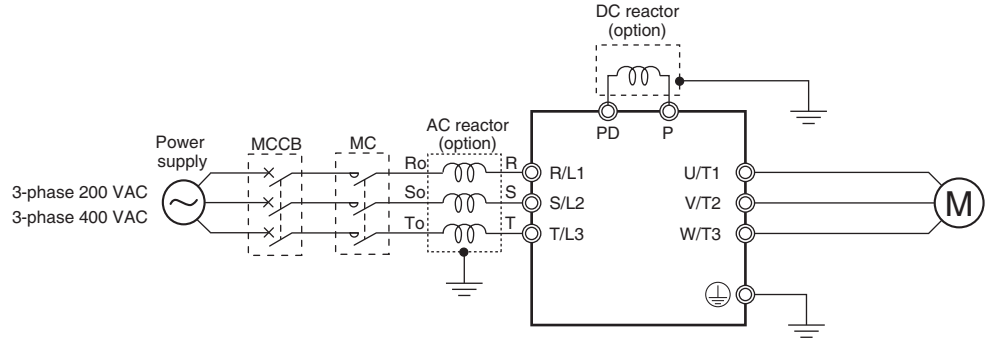 DC reactor
(option)
PD
P
Power
supply
MCCB
MC
AC reactor
(option)
3-phase 200 VAC
3-phase 400 VAC
Ro
R
R/L1
U/T1
So
S
S/L2
V/T2
To
T
T/L3
W/T3
M